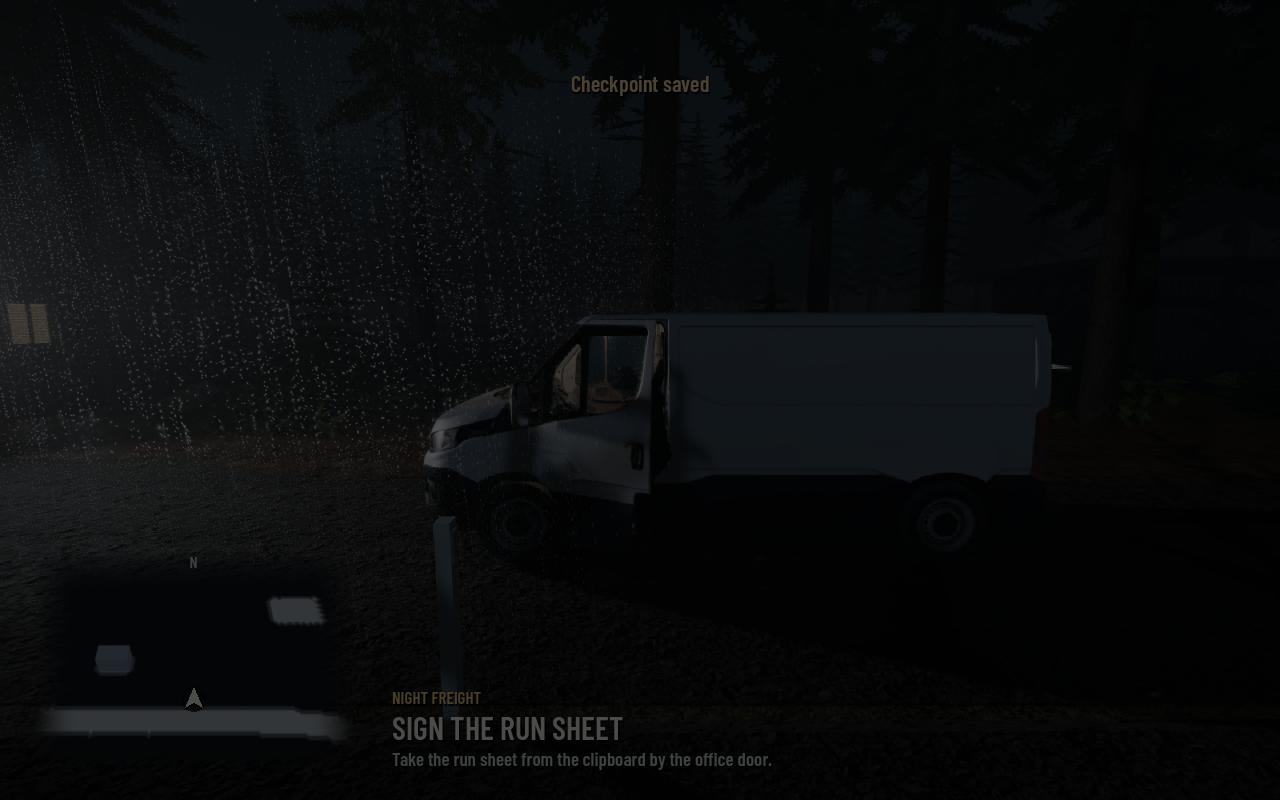 Checkpoint saved
N
NIGHT FREIGHT
SIGN THE RUN SHEET
Take the run sheet from the clipboard by the office door.